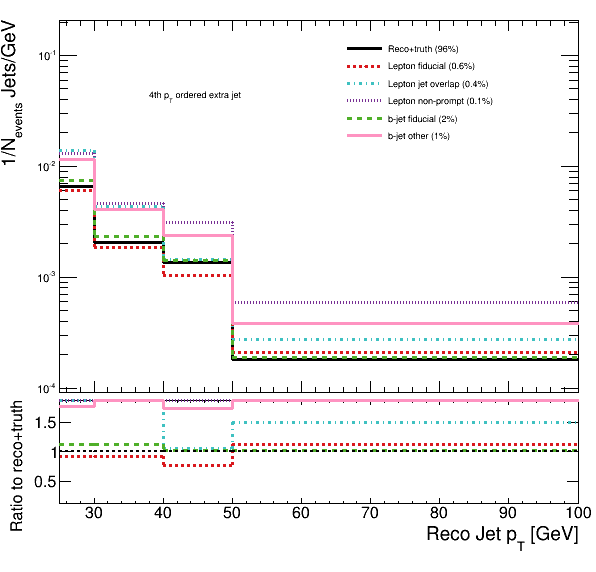 1/N_events Jets/GeV
10^-1
10^-2
10^-3
10^-4
4th p_T ordered extra jet
Reco+truth (96%)
Lepton fiducial (0.6%)
Lepton jet overlap (0.4%)
Lepton non-prompt (0.1%)
b-jet fiducial (2%)
b-jet other (1%)
Ratio to reco+truth
1.5
1
0.5
30 40 50 60 70 80 90 100
Reco Jet p_T [GeV]